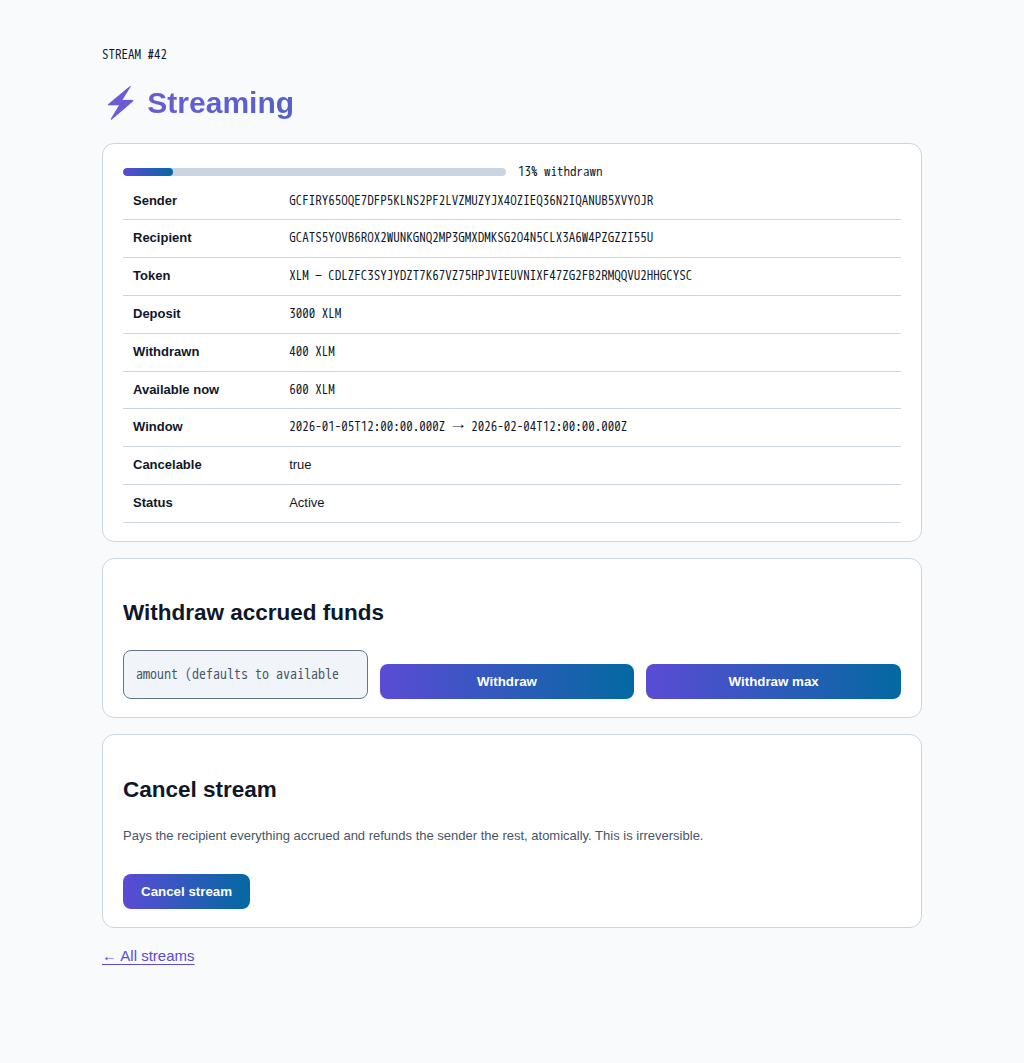 STREAM #42
⚡ Streaming
13% withdrawn
Sender GCFIRY65OQE7DFP5KLNS2PF2LVZMUZYJX4OZIEQ36N2IQANUB5XVYOJR
Recipient GCATS5YOVB6ROX2WUNKGNQ2MP3GMXDMKSG2O4N5CLX3A6W4PZGZZI55U
Token XLM — CDLZFC3SYJYDZT7K67VZ75HPJVIEUVNIXF47ZG2FB2RMQQVU2HHGCYSC
Deposit 3000 XLM
Withdrawn 400 XLM
Available now 600 XLM
Window 2026-01-05T12:00:00.000Z → 2026-02-04T12:00:00.000Z
Cancelable true
Status Active
Withdraw accrued funds
amount (defaults to available Withdraw Withdraw max
Cancel stream
Pays the recipient everything accrued and refunds the sender the rest, atomically. This is irreversible.
Cancel stream
← All streams